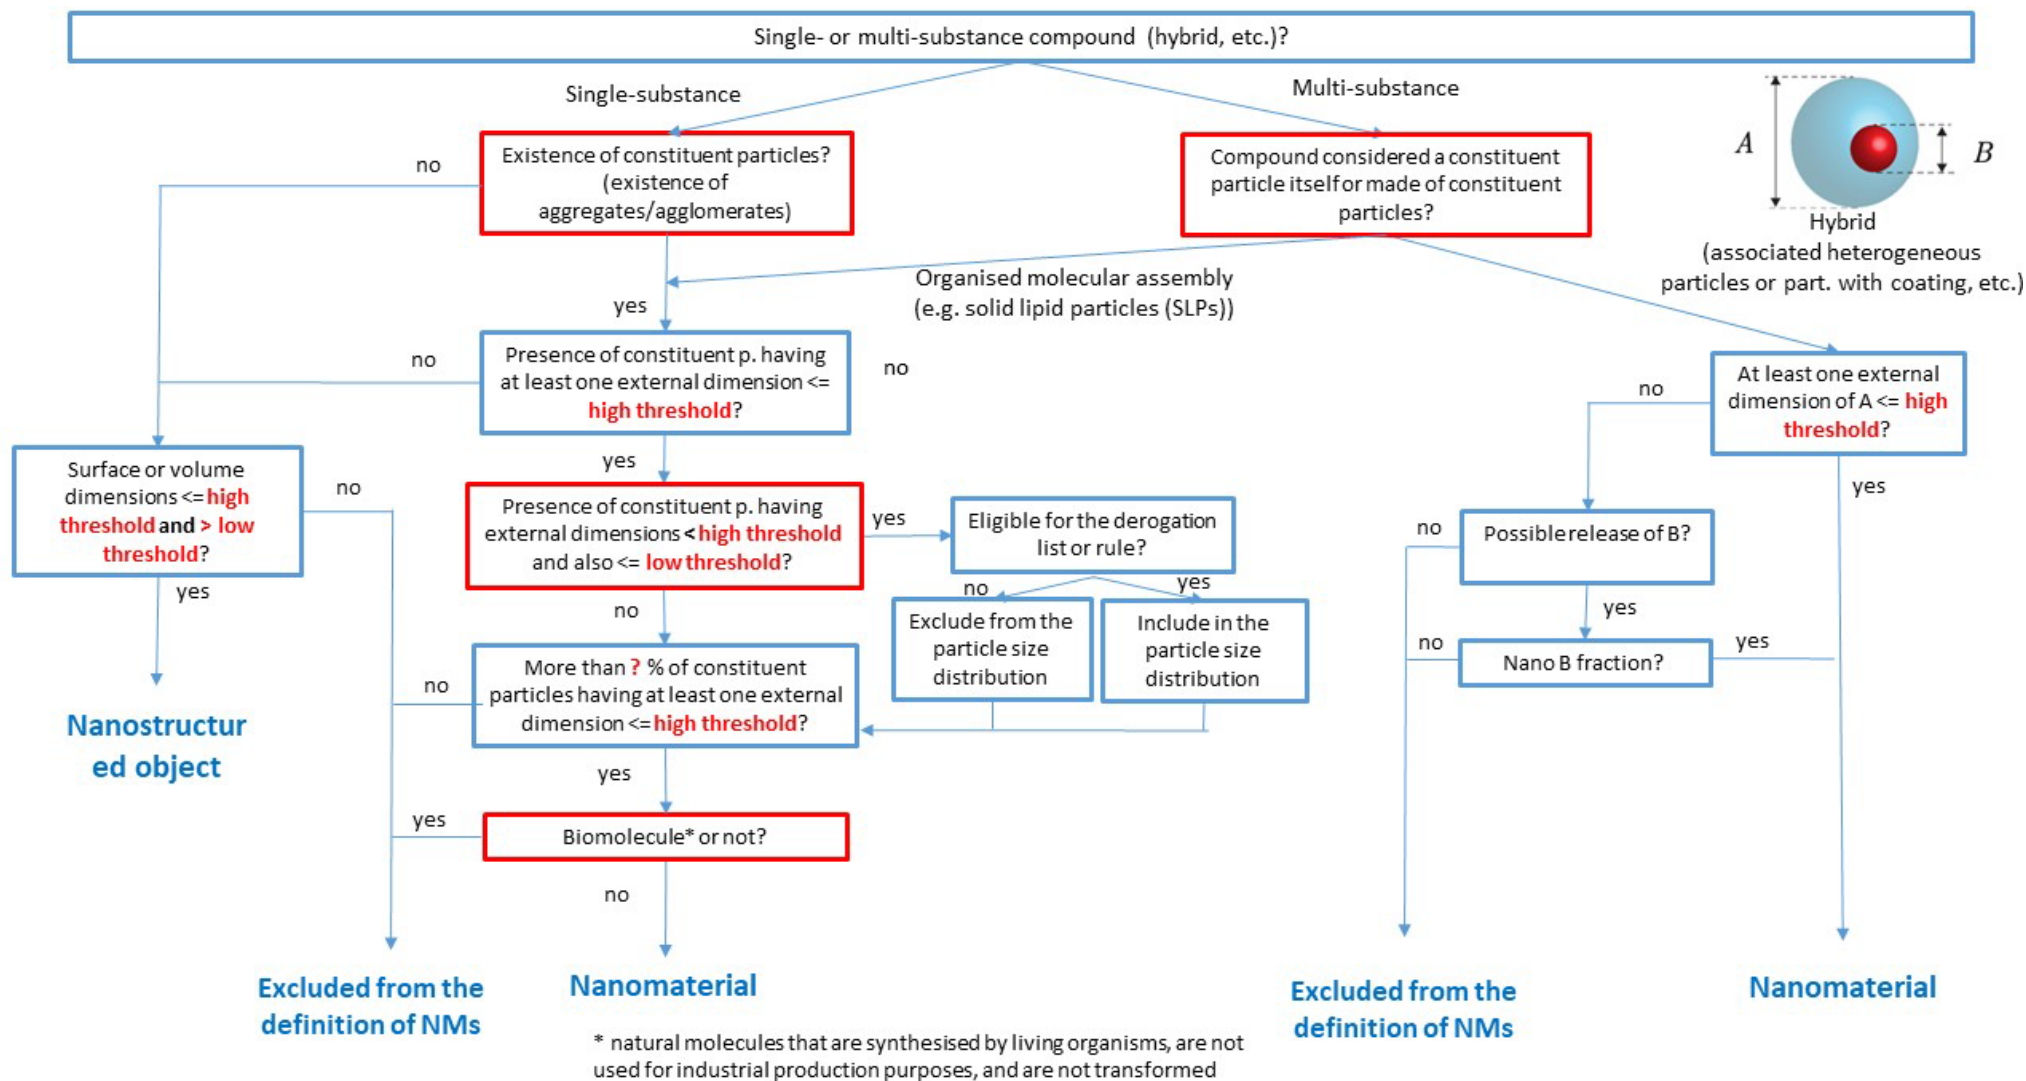 Single- or multi-substance compound (hybrid, etc.)?
Single-substance
Multi-substance
A
B
Hybrid
(associated heterogeneous
particles or part. with coating, etc.)
no
Existence of constituent particles?
(existence of
aggregates/agglomerates)
Compound considered a constituent
particle itself or made of constituent
particles?
Organised molecular assembly
(e.g. solid lipid particles (SLPs))
yes
no
Presence of constituent p. having
at least one external dimension <=
high threshold?
no
no
At least one external
dimension of A <= high
threshold?
yes
Surface or volume
dimensions <= high
threshold and > low
threshold?
no
yes
yes
Presence of constituent p. having
external dimensions < high threshold
and also <= low threshold?
yes
Eligible for the derogation
list or rule?
no
yes
Exclude from the
particle size
distribution
Include in the
particle size
distribution
no
Possible release of B?
no
yes
Nano B fraction?
no
yes
no
More than ? % of constituent
particles having at least one external
dimension <= high threshold?
Nanostructur
ed object
yes
yes
Biomolecule* or not?
no
Excluded from the
definition of NMs
Nanomaterial
Excluded from the
definition of NMs
Nanomaterial
* natural molecules that are synthesised by living organisms, are not
used for industrial production purposes, and are not transformed